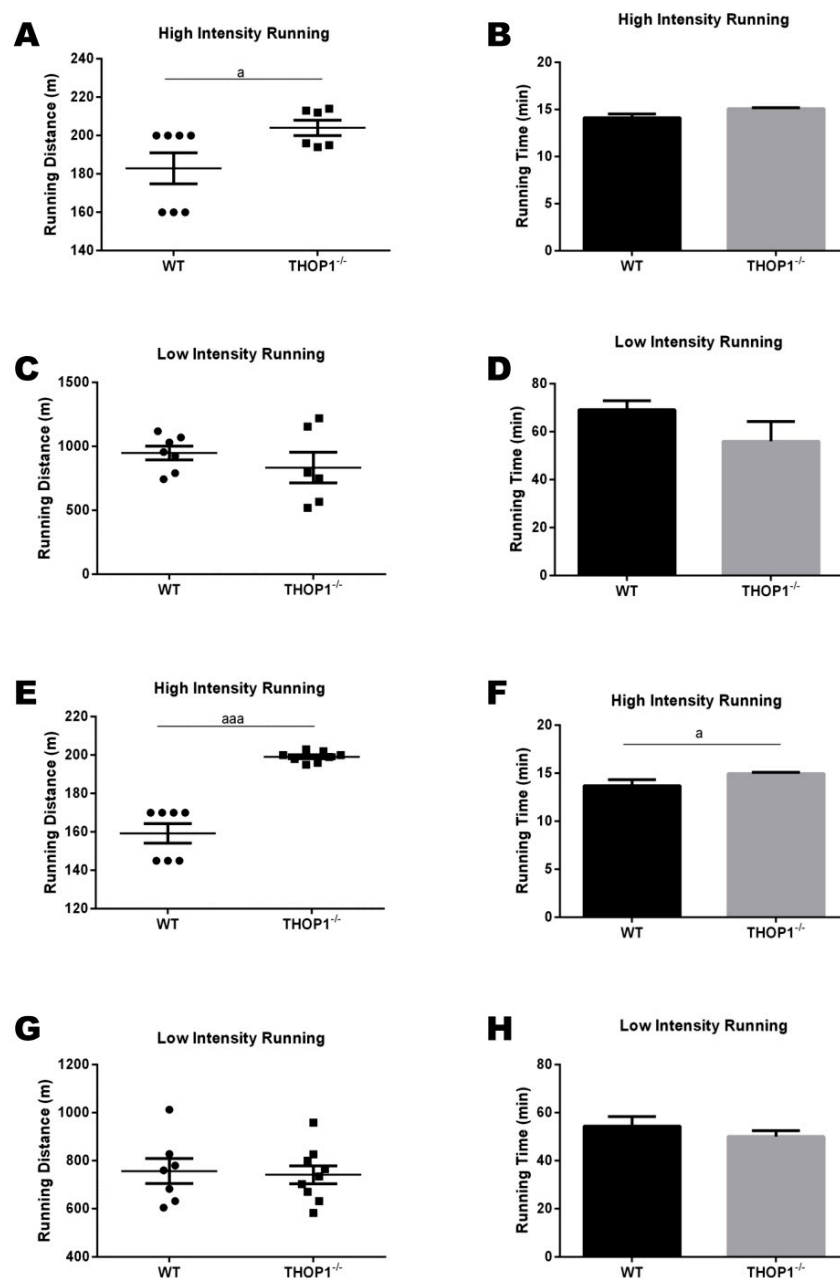 A
High Intensity Running
Running Distance (m)
240
220
200
180
160
140
a
WT
THOP1-/-
B
High Intensity Running
Running Time (min)
20
15
10
5
0
WT
THOP1-/-
C
Low Intensity Running
Running Distance (m)
1500
1000
500
0
WT
THOP1-/-
D
Low Intensity Running
Running Time (min)
80
60
40
20
0
WT
THOP1-/-
E
High Intensity Running
Running Distance (m)
220
200
180
160
140
120
aaa
WT
THOP1-/-
F
High Intensity Running
Running Time (min)
20
15
10
5
0
a
WT
THOP1-/-
G
Low Intensity Running
Running Distance (m)
1200
1000
800
600
400
WT
THOP1-/-
H
Low Intensity Running
Running Time (min)
80
60
40
20
0
WT
THOP1-/-